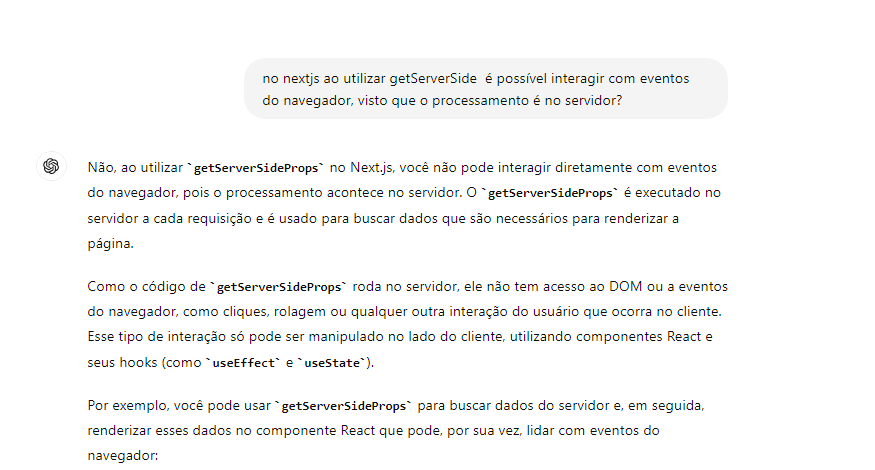 no nextjs ao utilizar getServerSide é possível interagir com eventos
do navegador, visto que o processamento é no servidor?
Não, ao utilizar `getServerSideProps` no Next.js, você não pode interagir diretamente com eventos
do navegador, pois o processamento acontece no servidor. O `getServerSideProps` é executado no
servidor a cada requisição e é usado para buscar dados que são necessários para renderizar a
página.
Como o código de `getServerSideProps` roda no servidor, ele não tem acesso ao DOM ou a eventos
do navegador, como cliques, rolagem ou qualquer outra interação do usuário que ocorra no cliente.
Esse tipo de interação só pode ser manipulado no lado do cliente, utilizando componentes React e
seus hooks (como `useEffect` e `useState`).
Por exemplo, você pode usar `getServerSideProps` para buscar dados do servidor e, em seguida,
renderizar esses dados no componente React que pode, por sua vez, lidar com eventos do
navegador: